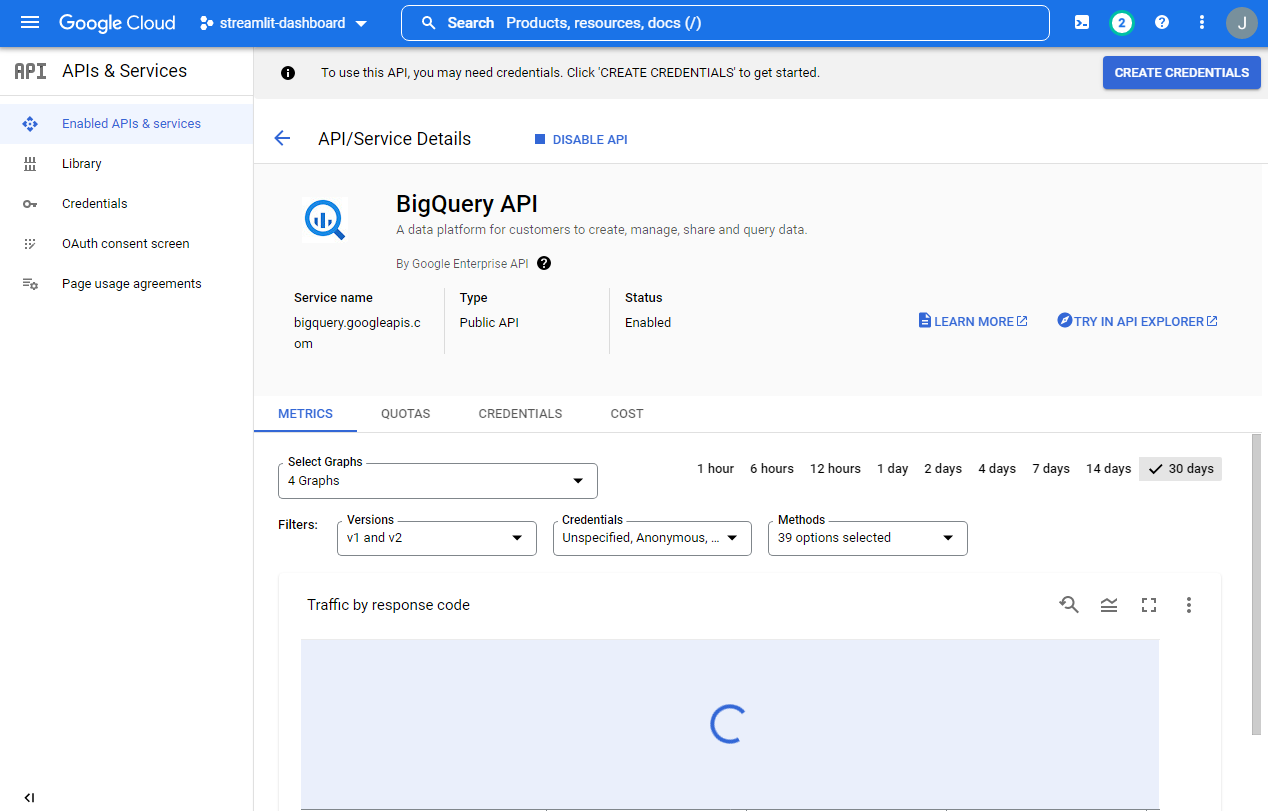 Google Cloud
streamlit-dashboard
Search Products, resources, docs (/)
2
J
API APIs & Services
To use this API, you may need credentials. Click 'CREATE CREDENTIALS' to get started.
CREATE CREDENTIALS
Enabled APIs & services
Library
Credentials
OAuth consent screen
Page usage agreements
API/Service Details
DISABLE API
BigQuery API
A data platform for customers to create, manage, share and query data.
By Google Enterprise API
Service name
bigquery.googleapis.c
om
Type
Public API
Status
Enabled
LEARN MORE
TRY IN API EXPLORER
METRICS QUOTAS CREDENTIALS COST
Select Graphs
4 Graphs
1 hour 6 hours 12 hours 1 day 2 days 4 days 7 days 14 days 30 days
Filters:
Versions
v1 and v2
Credentials
Unspecified, Anonymous, ...
Methods
39 options selected
Traffic by response code